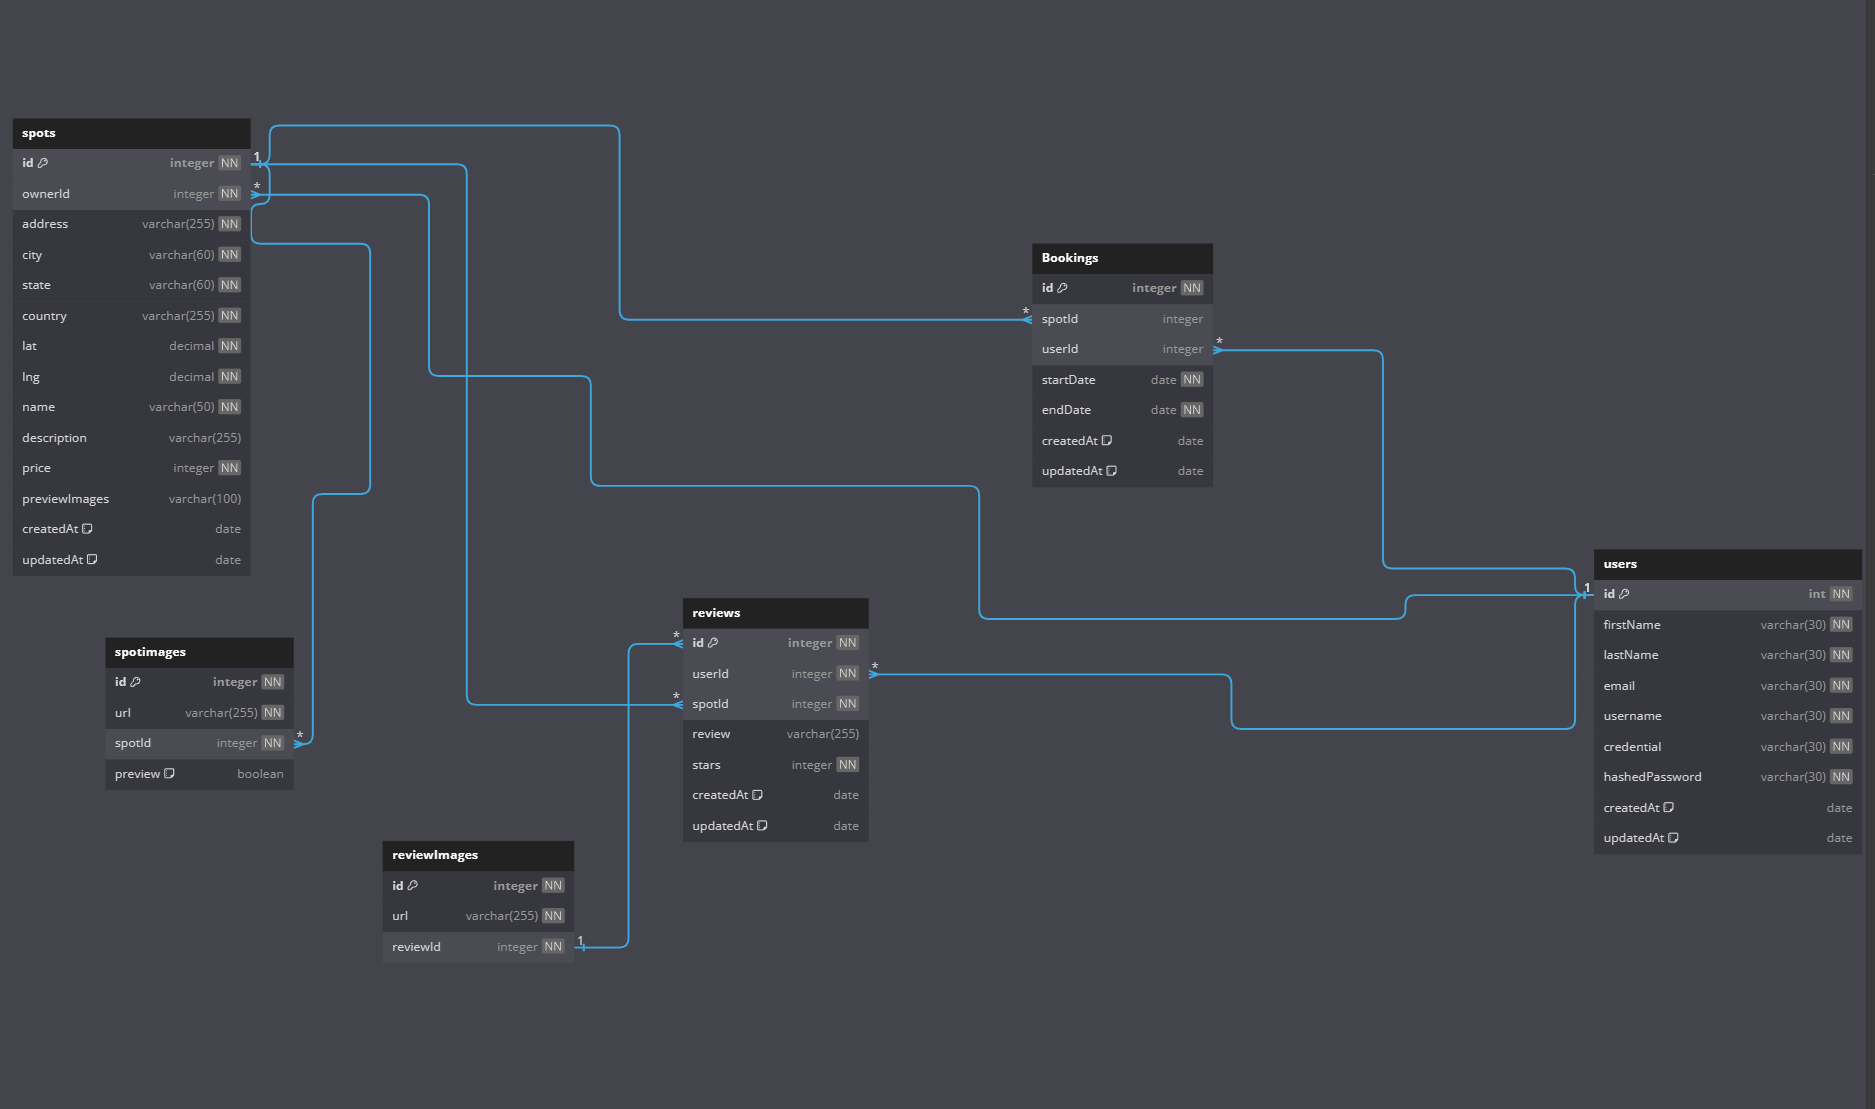 spots
id integer NN
ownerId integer NN
address varchar(255) NN
city varchar(60) NN
state varchar(60) NN
country varchar(255) NN
lat decimal NN
lng decimal NN
name varchar(50) NN
description varchar(255)
price integer NN
previewImages varchar(100)
createdAt date
updatedAt date
1
*
Bookings
id integer NN
spotId integer
userId integer
startDate date NN
endDate date NN
createdAt date
updatedAt date
*
*
users
id int NN
firstName varchar(30) NN
lastName varchar(30) NN
email varchar(30) NN
username varchar(30) NN
credential varchar(30) NN
hashedPassword varchar(30) NN
createdAt date
updatedAt date
1
spotimages
id integer NN
url varchar(255) NN
spotId integer NN
preview boolean
*
reviews
id integer NN
userId integer NN
spotId integer NN
review varchar(255)
stars integer NN
createdAt date
updatedAt date
*
*
*
reviewImages
id integer NN
url varchar(255) NN
reviewId integer NN
1